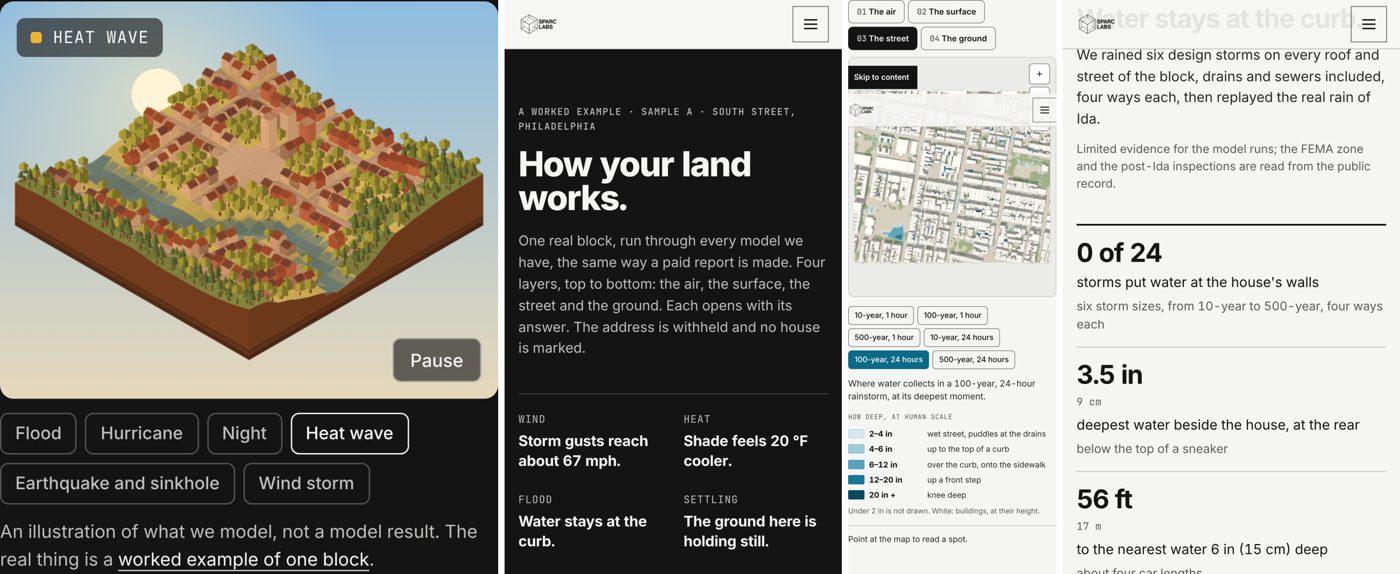 HEAT WAVE
Pause
Flood
Hurricane
Night
Heat wave
Earthquake and sinkhole
Wind storm
An illustration of what we model, not a model result. The
real thing is a worked example of one block.
SPARC
LABS
A WORKED EXAMPLE · SAMPLE A · SOUTH STREET,
PHILADELPHIA
How your land
works.
One real block, run through every model we
have, the same way a paid report is made. Four
layers, top to bottom: the air, the surface, the
street and the ground. Each opens with its
answer. The address is withheld and no house
is marked.
WIND
Storm gusts reach
about 67 mph.
HEAT
Shade feels 20 °F
cooler.
FLOOD
Water stays at the
curb.
SETTLING
The ground here is
holding still.
01 The air
02 The surface
03 The street
04 The ground
Skip to content
+
SPARC
LABS
10-year, 1 hour
100-year, 1 hour
500-year, 1 hour
10-year, 24 hours
100-year, 24 hours
500-year, 24 hours
Where water collects in a 100-year, 24-hour
rainstorm, at its deepest moment.
HOW DEEP, AT HUMAN SCALE
2–4 in wet street, puddles at the drains
4–6 in up to the top of a curb
6–12 in over the curb, onto the sidewalk
12–20 in up a front step
20 in + knee deep
Under 2 in is not drawn. White: buildings, at their height.
Point at the map to read a spot.
Water stays at the curb.
SPARC
LABS
We rained six design storms on every roof and
street of the block, drains and sewers included,
four ways each, then replayed the real rain of
Ida.
Limited evidence for the model runs; the FEMA zone
and the post-Ida inspections are read from the public
record.
0 of 24
storms put water at the house's walls
six storm sizes, from 10-year to 500-year, four ways
each
3.5 in
9 cm
deepest water beside the house, at the rear
below the top of a sneaker
56 ft
17 m
to the nearest water 6 in (15 cm) deep
about four car lengths